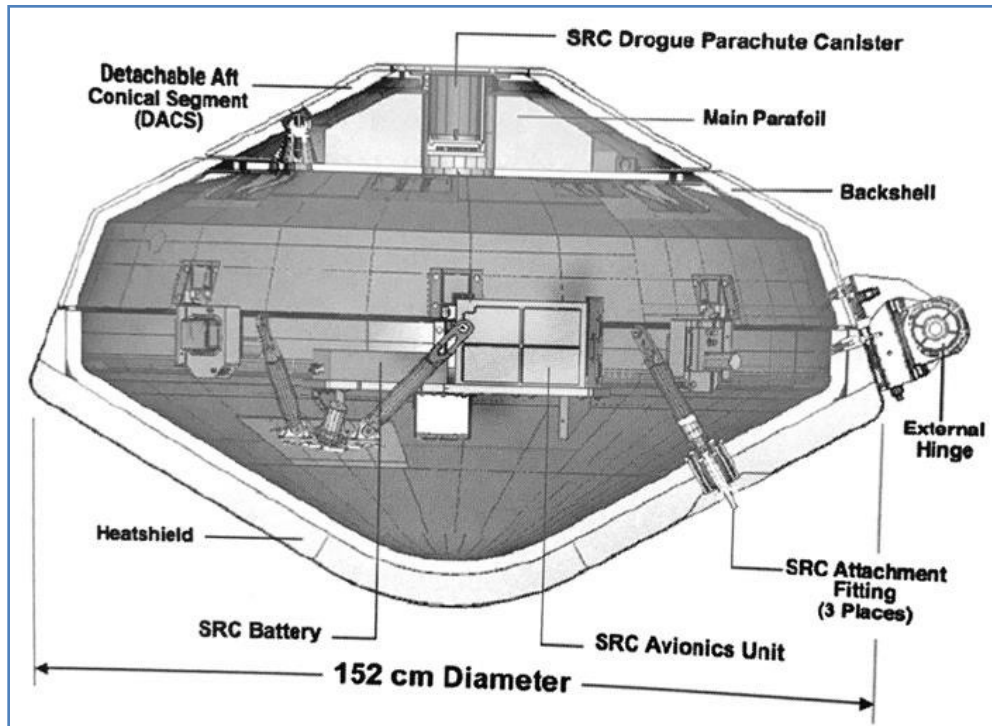 SRC Drogue Parachute Canister
Detachable Aft
Conical Segment
(DACS)
Main Parafoil
Backshell
External
Hinge
Heatshield
SRC Attachment
Fitting
(3 Places)
SRC Battery
SRC Avionics Unit
152 cm Diameter